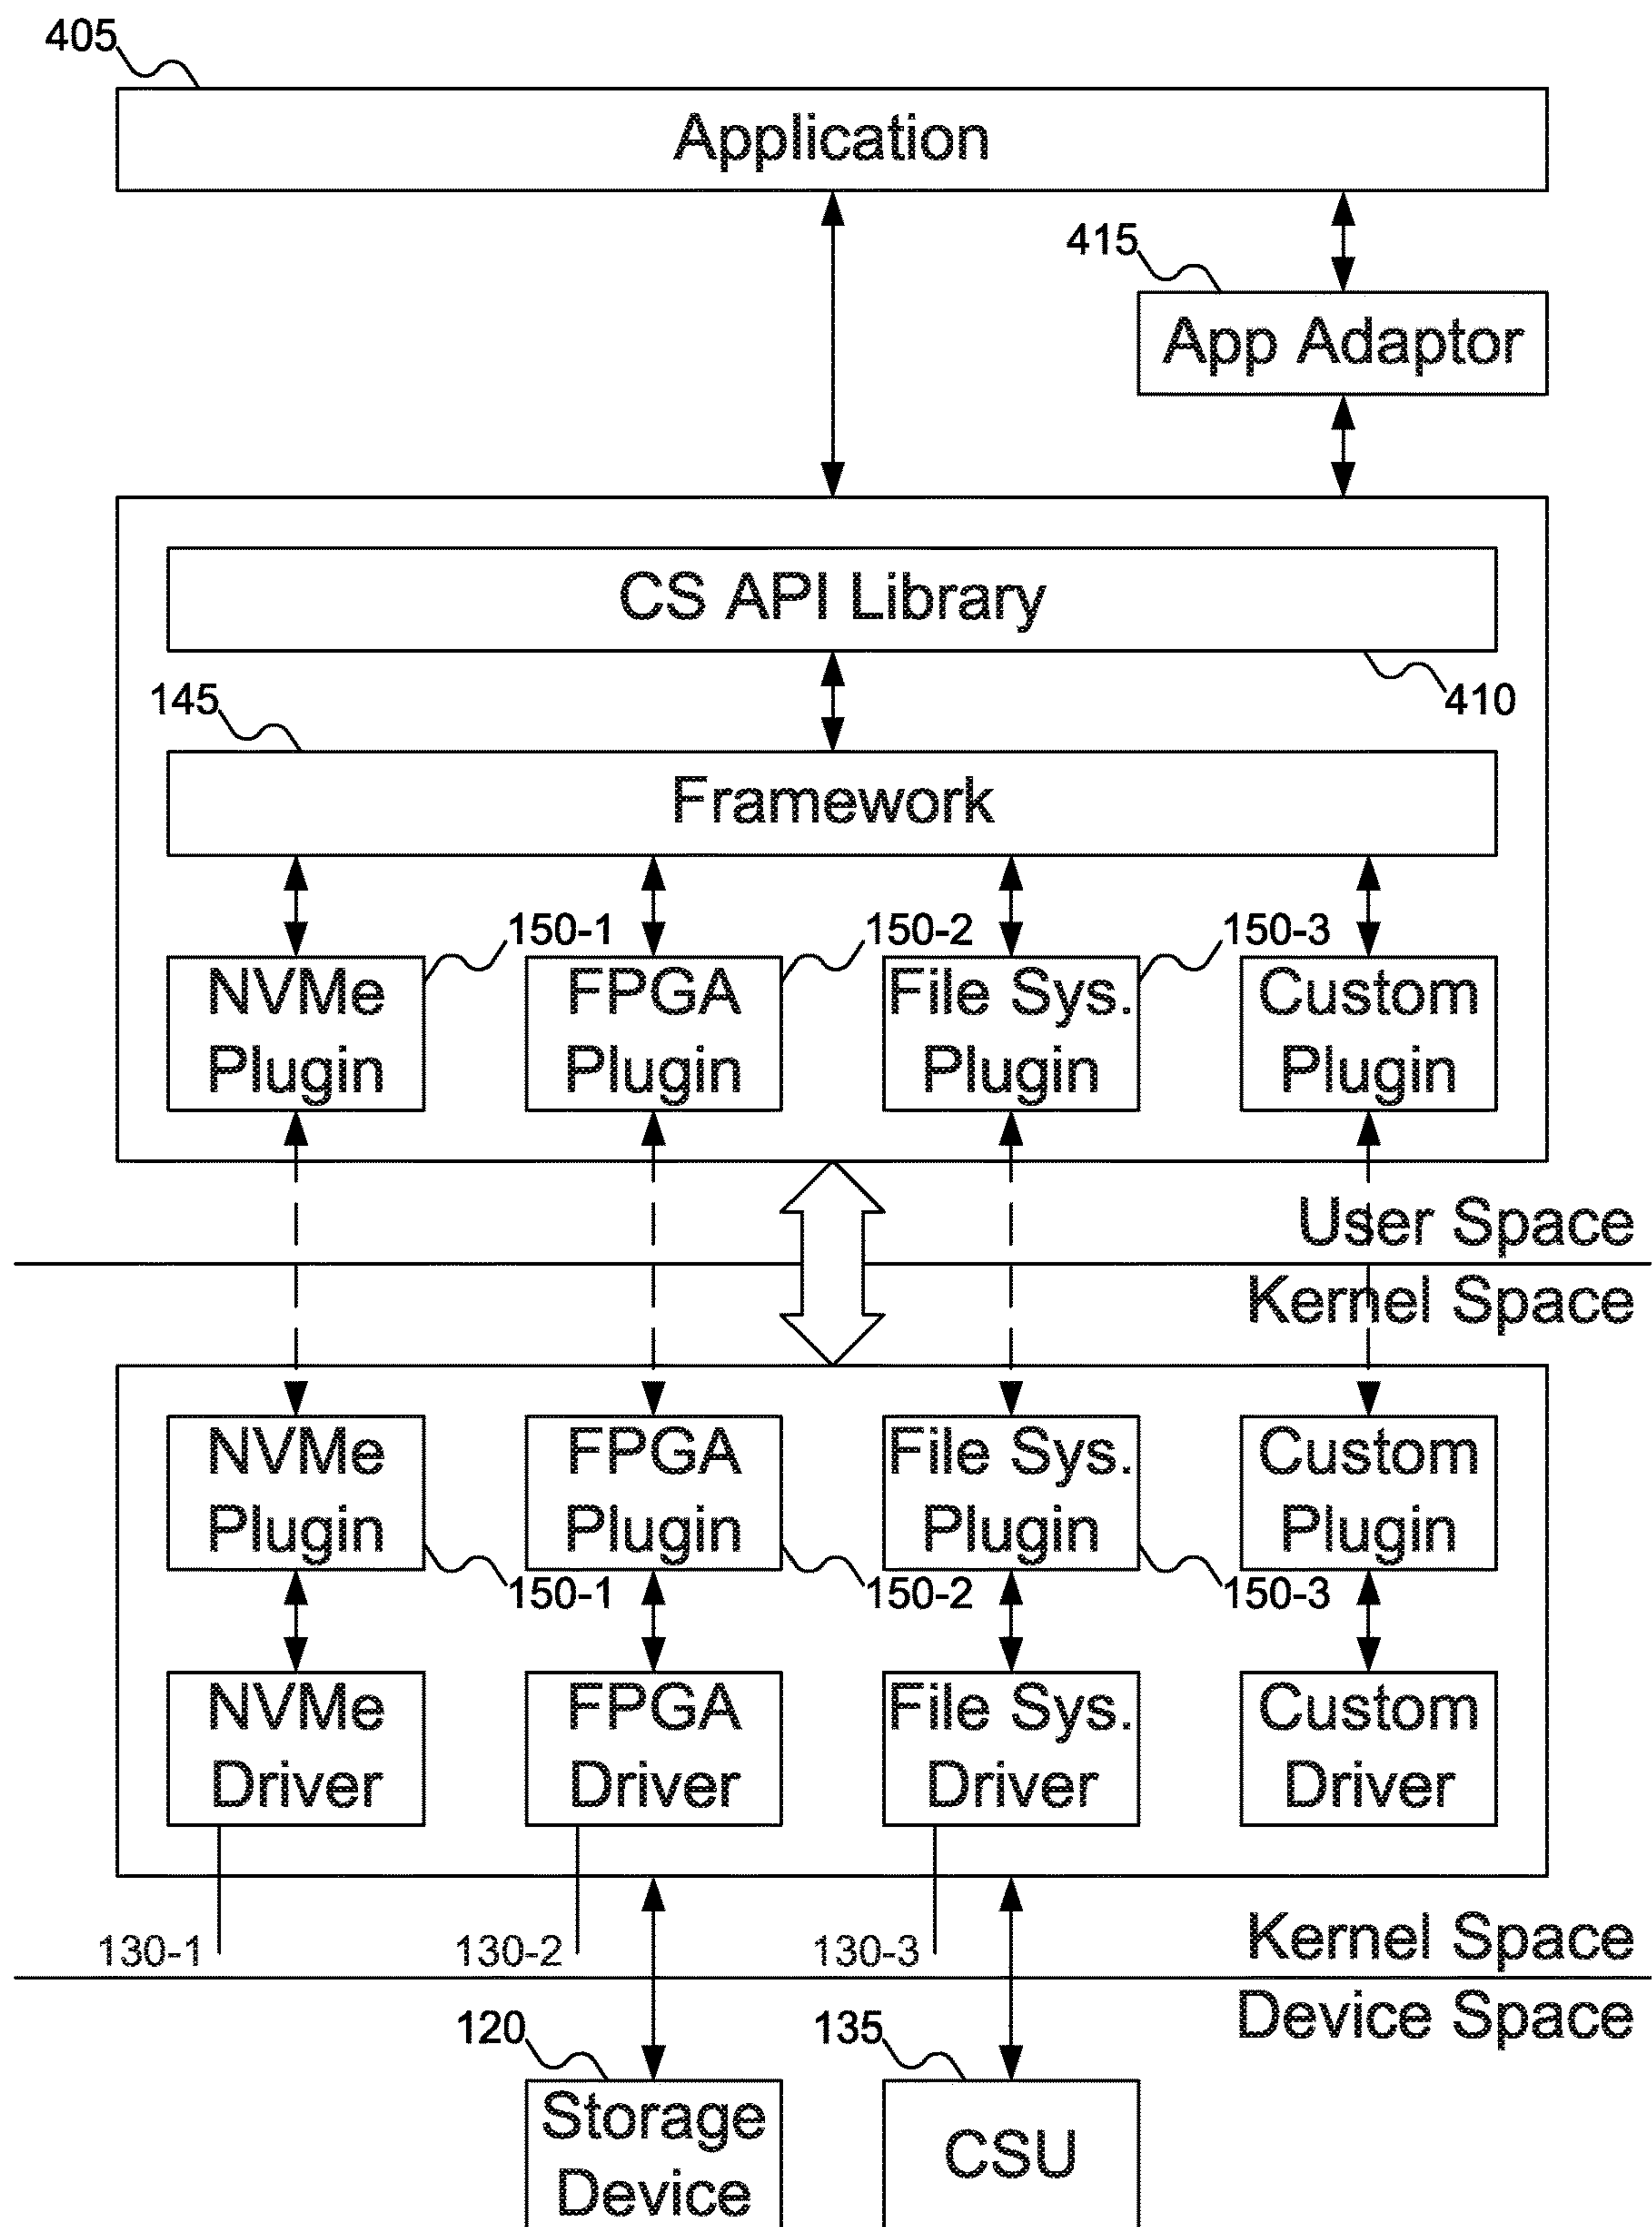 405
Application
415
App Adaptor
CS API Library
410
145
Framework
150-1
150-2
150-3
NVMe
Plugin
FPGA
Plugin
File Sys.
Plugin
Custom
Plugin
User Space
Kernel Space
NVMe
Plugin
FPGA
Plugin
File Sys.
Plugin
Custom
Plugin
150-1
150-2
150-3
NVMe
Driver
FPGA
Driver
File Sys.
Driver
Custom
Driver
130-1
130-2
130-3
Kernel Space
Device Space
120
135
Storage
Device
CSU